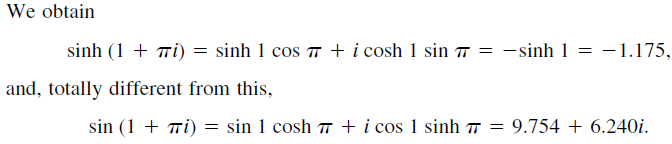 We obtain
sinh (1 + πi) = sinh 1 cos π + i cosh 1 sin π = −sinh 1 = −1.175,
and, totally different from this,
sin (1 + πi) = sin 1 cosh π + i cos 1 sinh π = 9.754 + 6.240i.